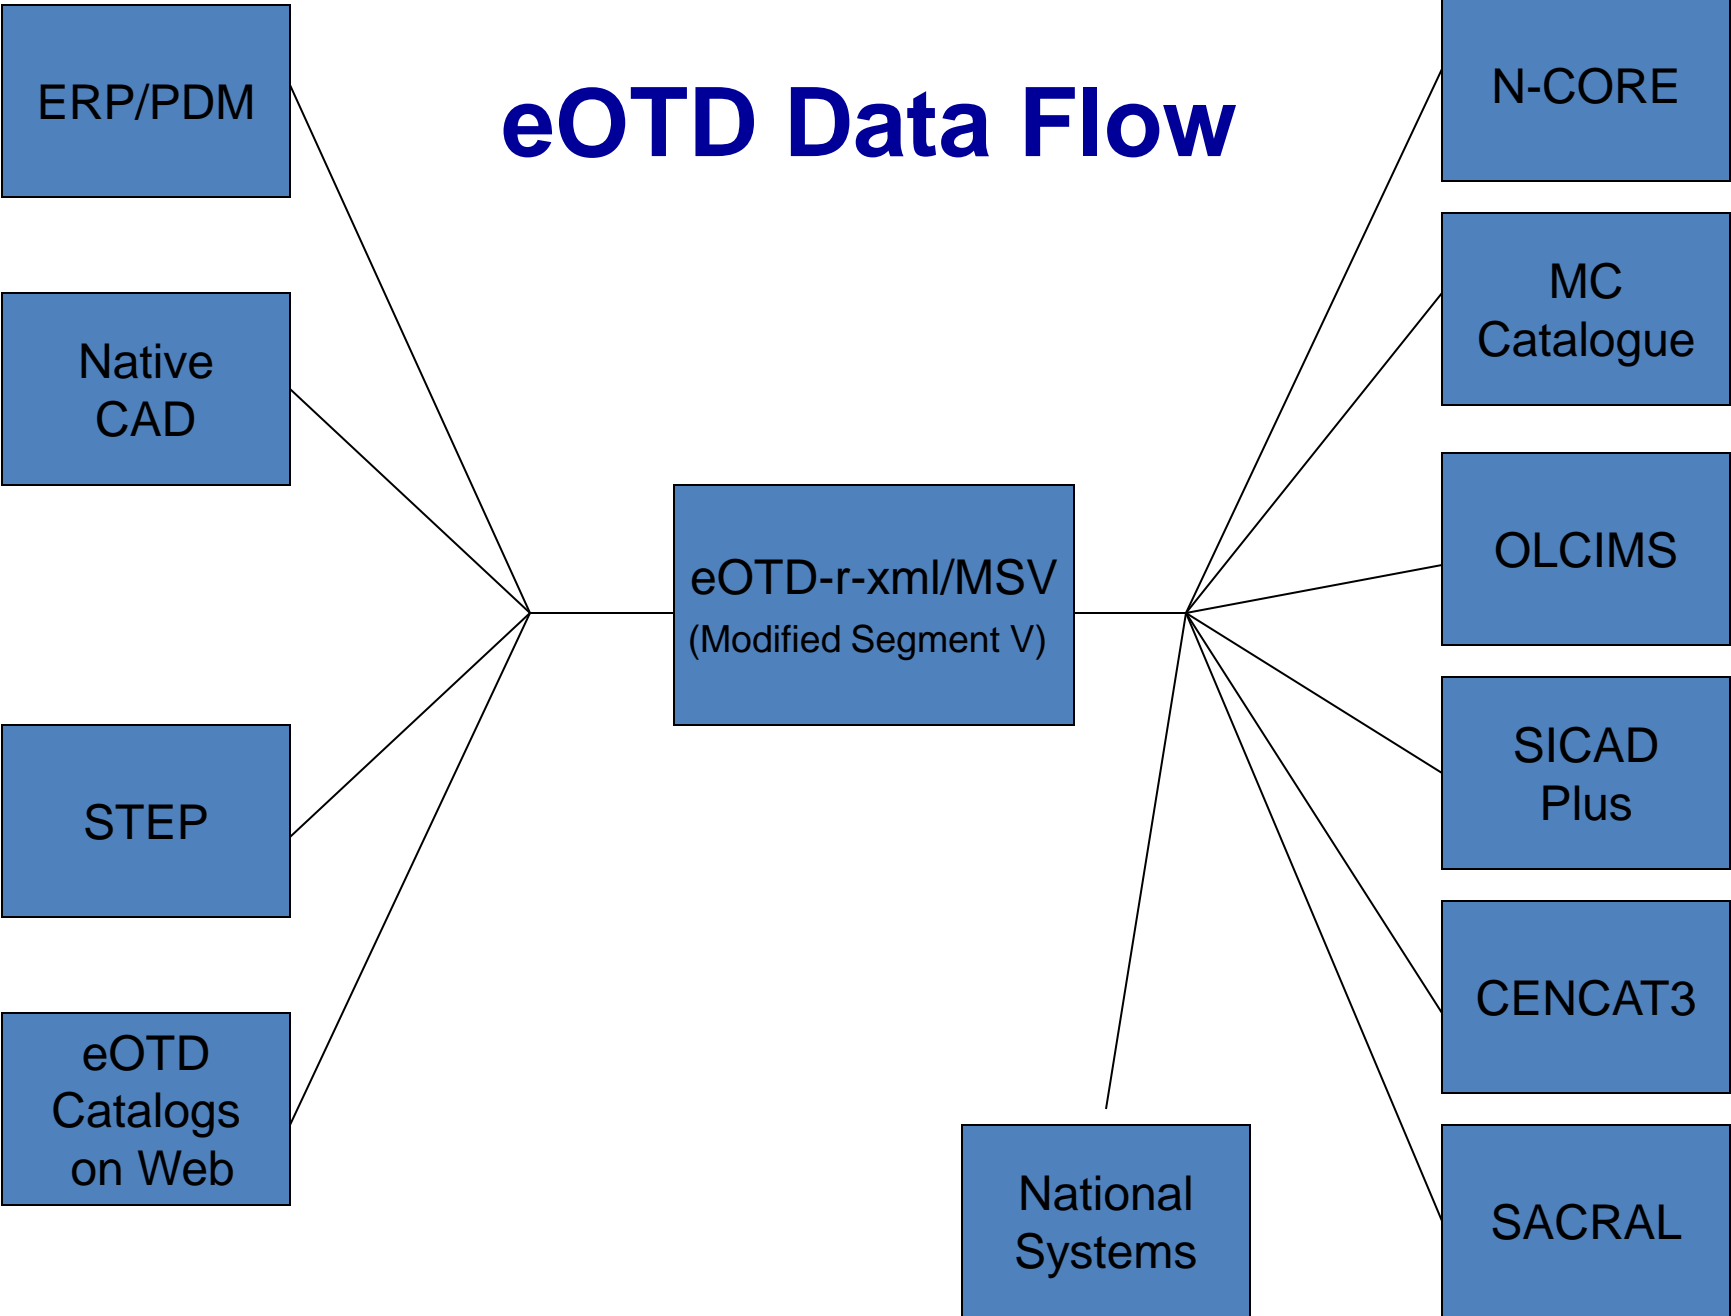 eOTD Data Flow
ERP/PDM
Native
CAD
STEP
eOTD
Catalogs
on Web
eOTD-r-xml/MSV
(Modified Segment V)
N-CORE
MC
Catalogue
OLCIMS
SICAD
Plus
CENCAT3
SACRAL
National
Systems